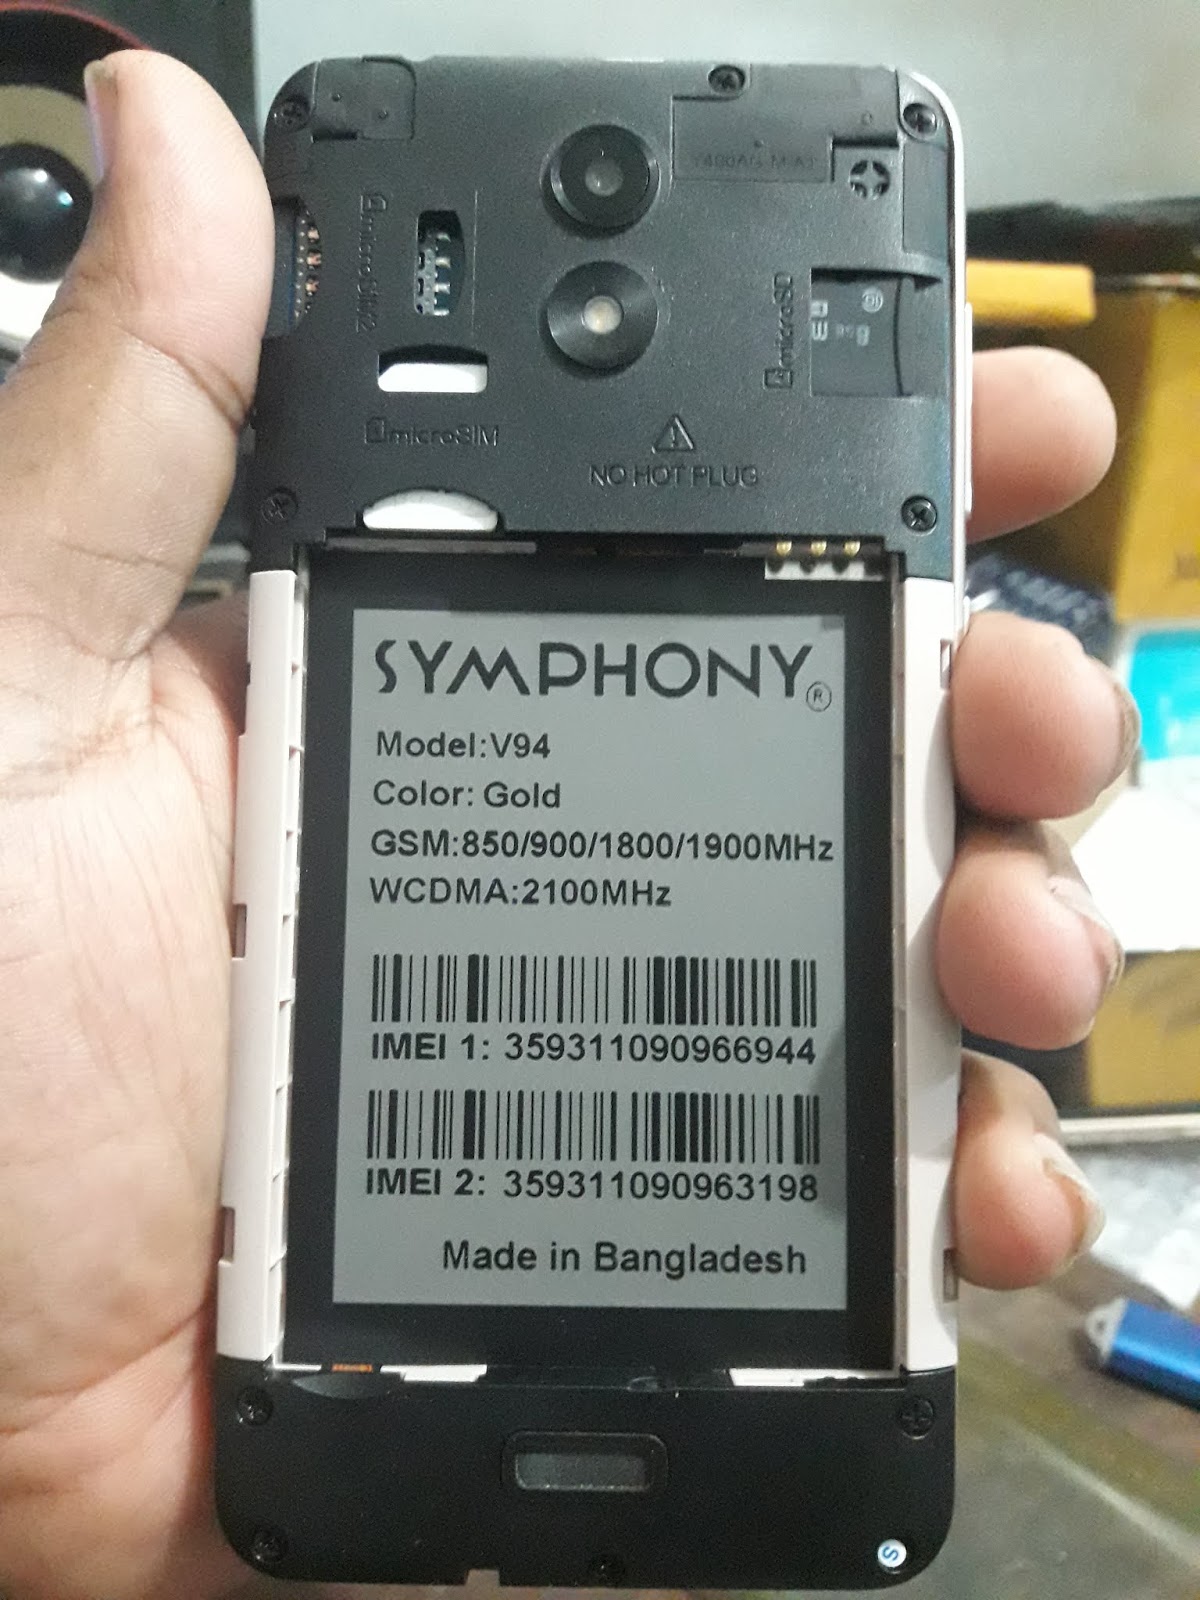 microSIM2
microSD
8GB
microSIM
NO HOT PLUG
SYMPHONY®
Model:V94
Color: Gold
GSM:850/900/1800/1900MHz
WCDMA:2100MHz
IMEI 1: 359311090966944
IMEI 2: 359311090963198
Made in Bangladesh
S